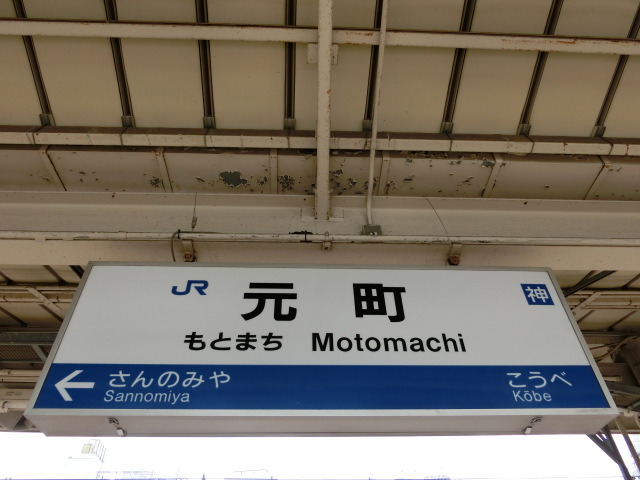 JR 元町 神
もとまち Motomachi
さんのみや こうべ
Sannomiya Kōbe